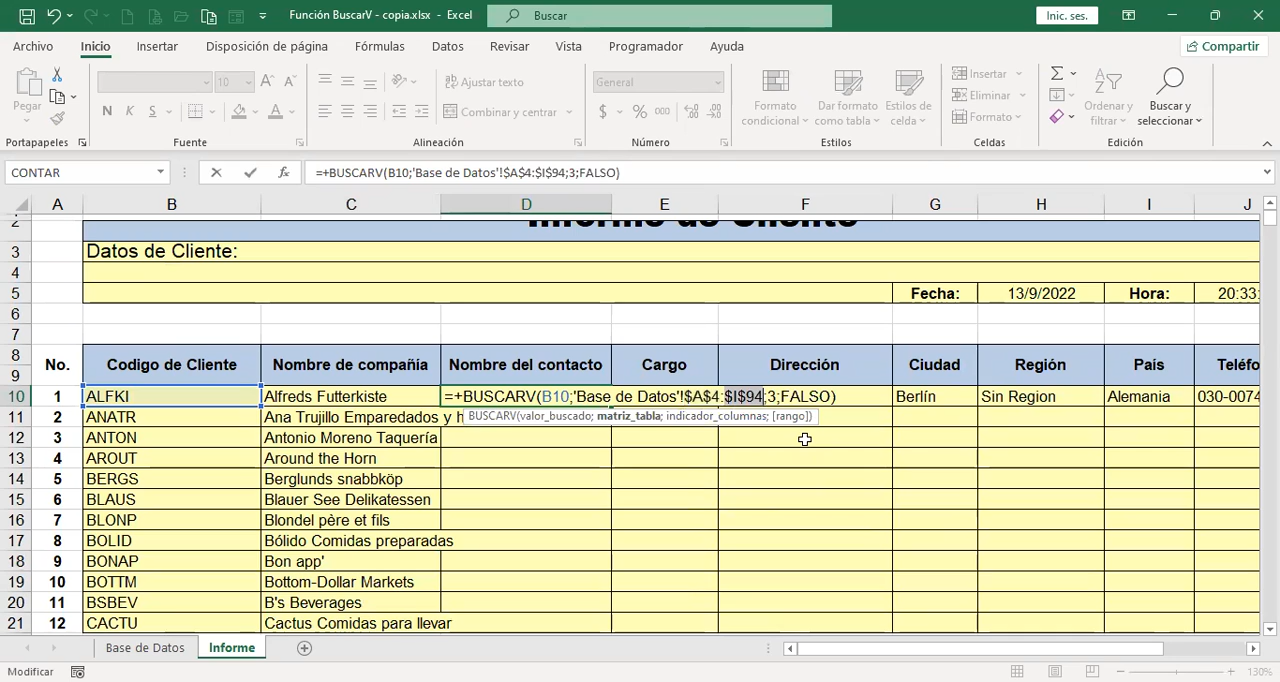 Función BuscarV - copia.xlsx - Excel
Buscar
Inic. ses.
Archivo Inicio Insertar Disposición de página Fórmulas Datos Revisar Vista Programador Ayuda
Compartir
Pegar
10 A A
N K S A
Ajustar texto
Combinar y centrar
General
$ % 000
Formato condicional
Dar formato como tabla
Estilos de celda
Insertar
Eliminar
Formato
Ordenar y filtrar
Buscar y seleccionar
Portapapeles Fuente Alineación Número Estilos Celdas Edición
CONTAR fx =+BUSCARV(B10;'Base de Datos'!$A$4:$I$94;3;FALSO)
A B C D E F G H I J
2 Informe de Cliente
3 Datos de Cliente:
4
5 Fecha: 13/9/2022 Hora: 20:33:
6
7
8 No. Codigo de Cliente Nombre de compañía Nombre del contacto Cargo Dirección Ciudad Región País Teléfo
9
10 1 ALFKI Alfreds Futterkiste =+BUSCARV(B10;'Base de Datos'!$A$4:$I$94;3;FALSO) Berlín Sin Region Alemania 030-0074
BUSCARV(valor_buscado; matriz_tabla; indicador_columnas; [rango])
11 2 ANATR Ana Trujillo Emparedados y h
12 3 ANTON Antonio Moreno Taquería
13 4 AROUT Around the Horn
14 5 BERGS Berglunds snabbköp
15 6 BLAUS Blauer See Delikatessen
16 7 BLONP Blondel père et fils
17 8 BOLID Bólido Comidas preparadas
18 9 BONAP Bon app'
19 10 BOTTM Bottom-Dollar Markets
20 11 BSBEV B's Beverages
21 12 CACTU Cactus Comidas para llevar
Base de Datos Informe
Modificar 130%